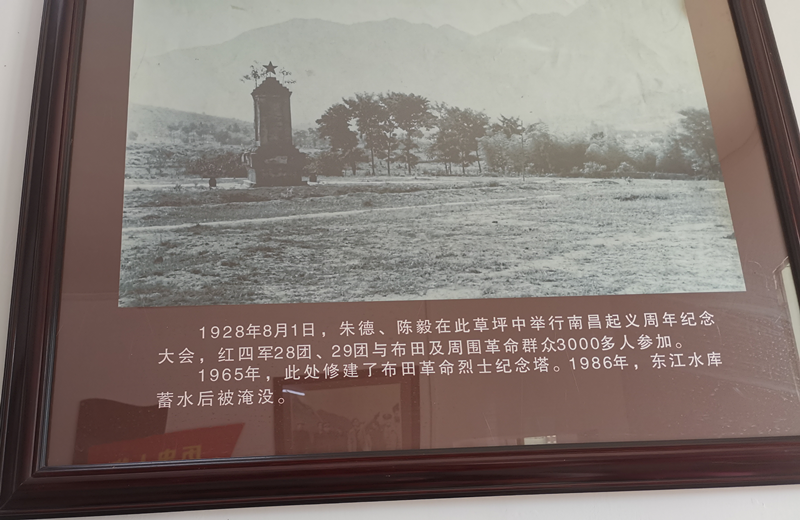 1928年8月1日，朱德、陈毅在此草坪中举行南昌起义周年纪念
大会，红四军28团、29团与布田及周围革命群众3000多人参加。
1965年，此处修建了布田革命烈士纪念塔。1986年，东江水库
蓄水后被淹没。